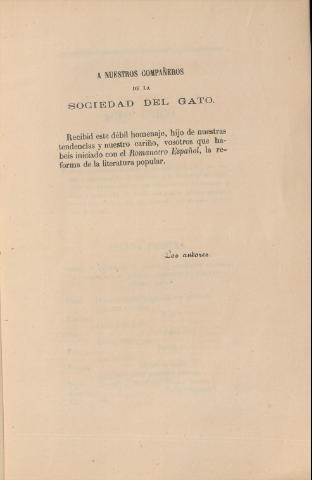 A NUESTROS COMPAÑEROS
DE LA
SOCIEDAD DEL GATO.
Recibid este débil homenaje, hijo de nuestras
tendencias y nuestro cariño, vosotros que ha-
beis iniciado con el Romancero Español, la re-
forma de la literatura popular.
Los autores.